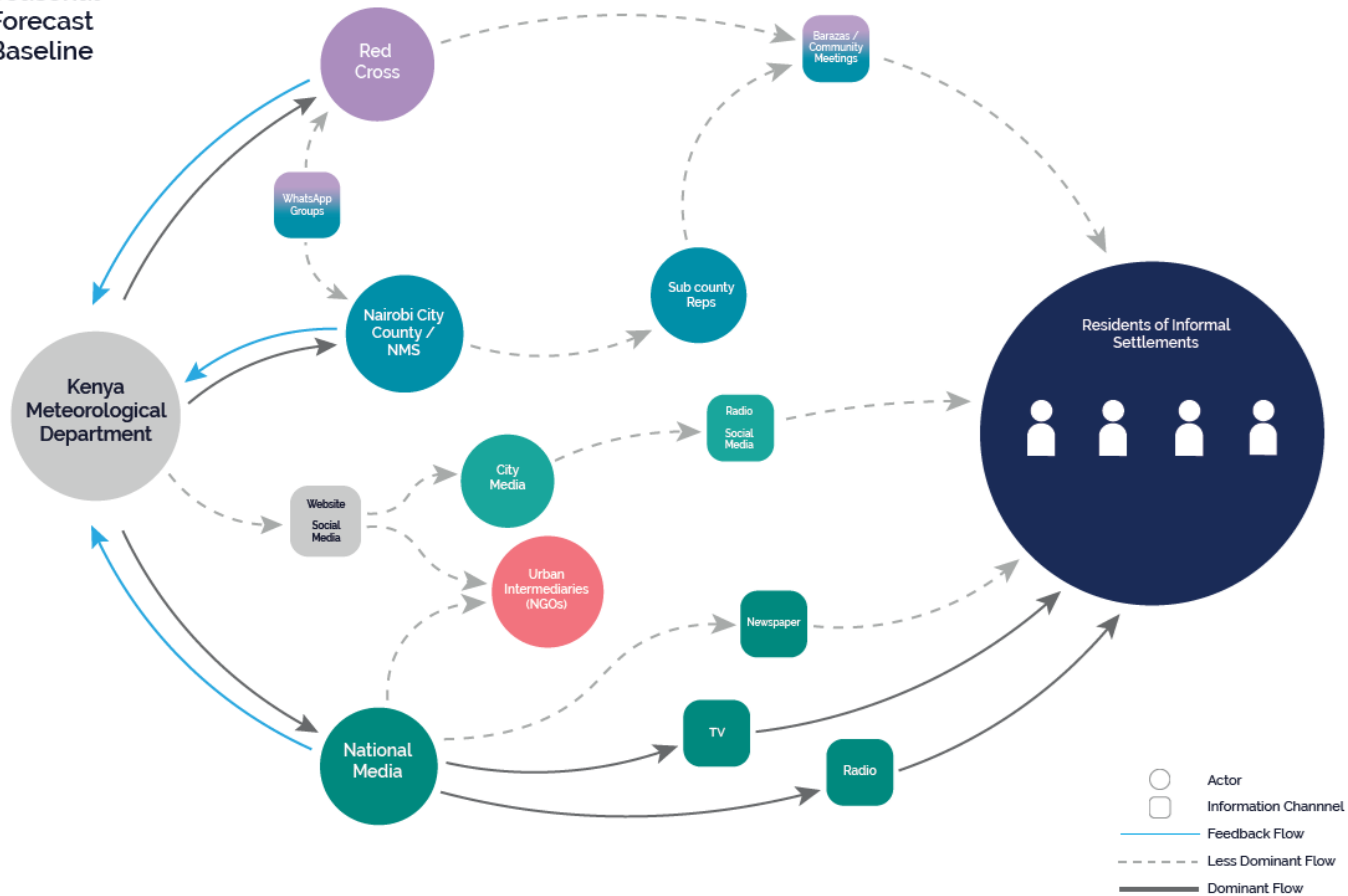 Forecast
Baseline
Red
Cross
Barazas /
Community
Meetings
WhatsApp
Groups
Sub county
Reps
Nairobi City
County /
NMS
Residents of Informal
Settlements
Kenya
Meteorological
Department
Radio
Social
Media
City
Media
Website
Social
Media
Urban
Intermediaries
(NGOs)
Newspaper
TV
National
Media
Radio
Actor
Information Channnel
Feedback Flow
Less Dominant Flow
Dominant Flow